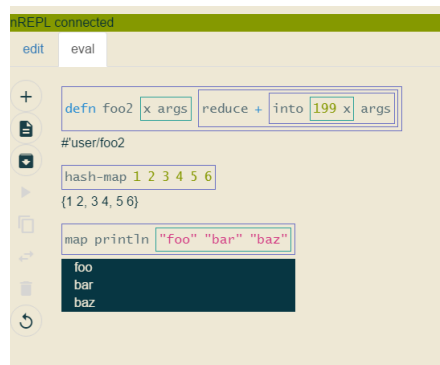 nREPL connected
edit eval
defn foo2 x args reduce + into 199 x args
#'user/foo2
hash-map 1 2 3 4 5 6
{1 2, 3 4, 5 6}
map println "foo" "bar" "baz"
foo
bar
baz